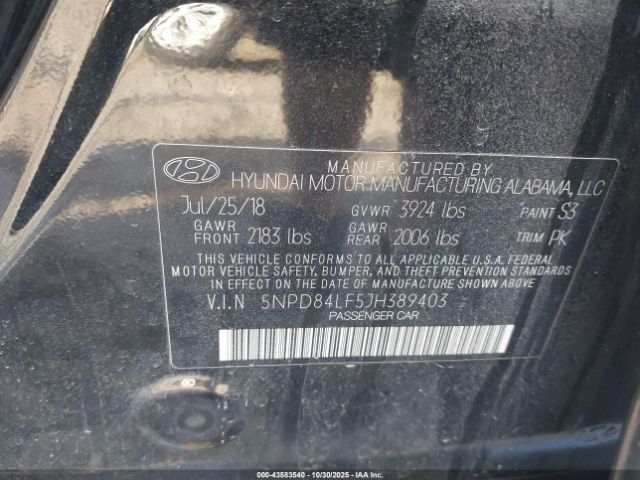 MANUFACTURED BY
HYUNDAI MOTOR MANUFACTURING ALABAMA, LLC
Jul/25/18 GVWR 3924 lbs PAINT S3
GAWR FRONT 2183 lbs GAWR REAR 2006 lbs TRIM PK
THIS VEHICLE CONFORMS TO ALL APPLICABLE U.S.A. FEDERAL
MOTOR VEHICLE SAFETY, BUMPER, AND THEFT PREVENTION STANDARDS
IN EFFECT ON THE DATE OF MANUFACTURE SHOWN ABOVE
V.I.N 5NPD84LF5JH389403
PASSENGER CAR
000-43583540 - 10/30/2025 - IAA Inc.